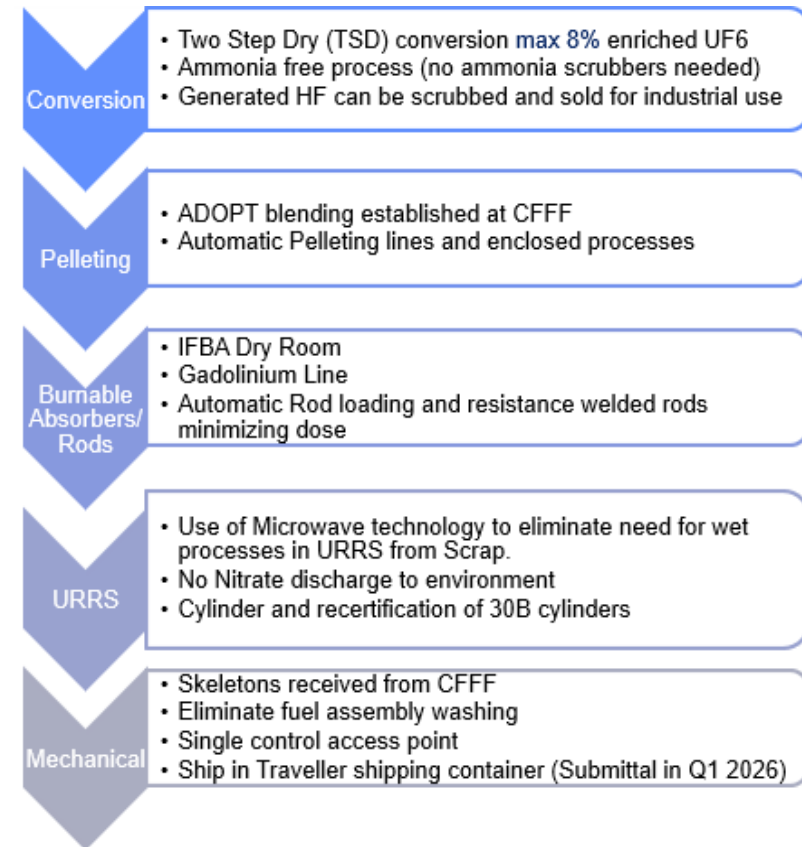 Conversion
• Two Step Dry (TSD) conversion max 8% enriched UF6
• Ammonia free process (no ammonia scrubbers needed)
• Generated HF can be scrubbed and sold for industrial use
Pelleting
• ADOPT blending established at CFFF
• Automatic Pelleting lines and enclosed processes
Burnable
Absorbers/
Rods
• IFBA Dry Room
• Gadolinium Line
• Automatic Rod loading and resistance welded rods
minimizing dose
URRS
• Use of Microwave technology to eliminate need for wet
processes in URRS from Scrap.
• No Nitrate discharge to environment
• Cylinder and recertification of 30B cylinders
Mechanical
• Skeletons received from CFFF
• Eliminate fuel assembly washing
• Single control access point
• Ship in Traveller shipping container (Submittal in Q1 2026)